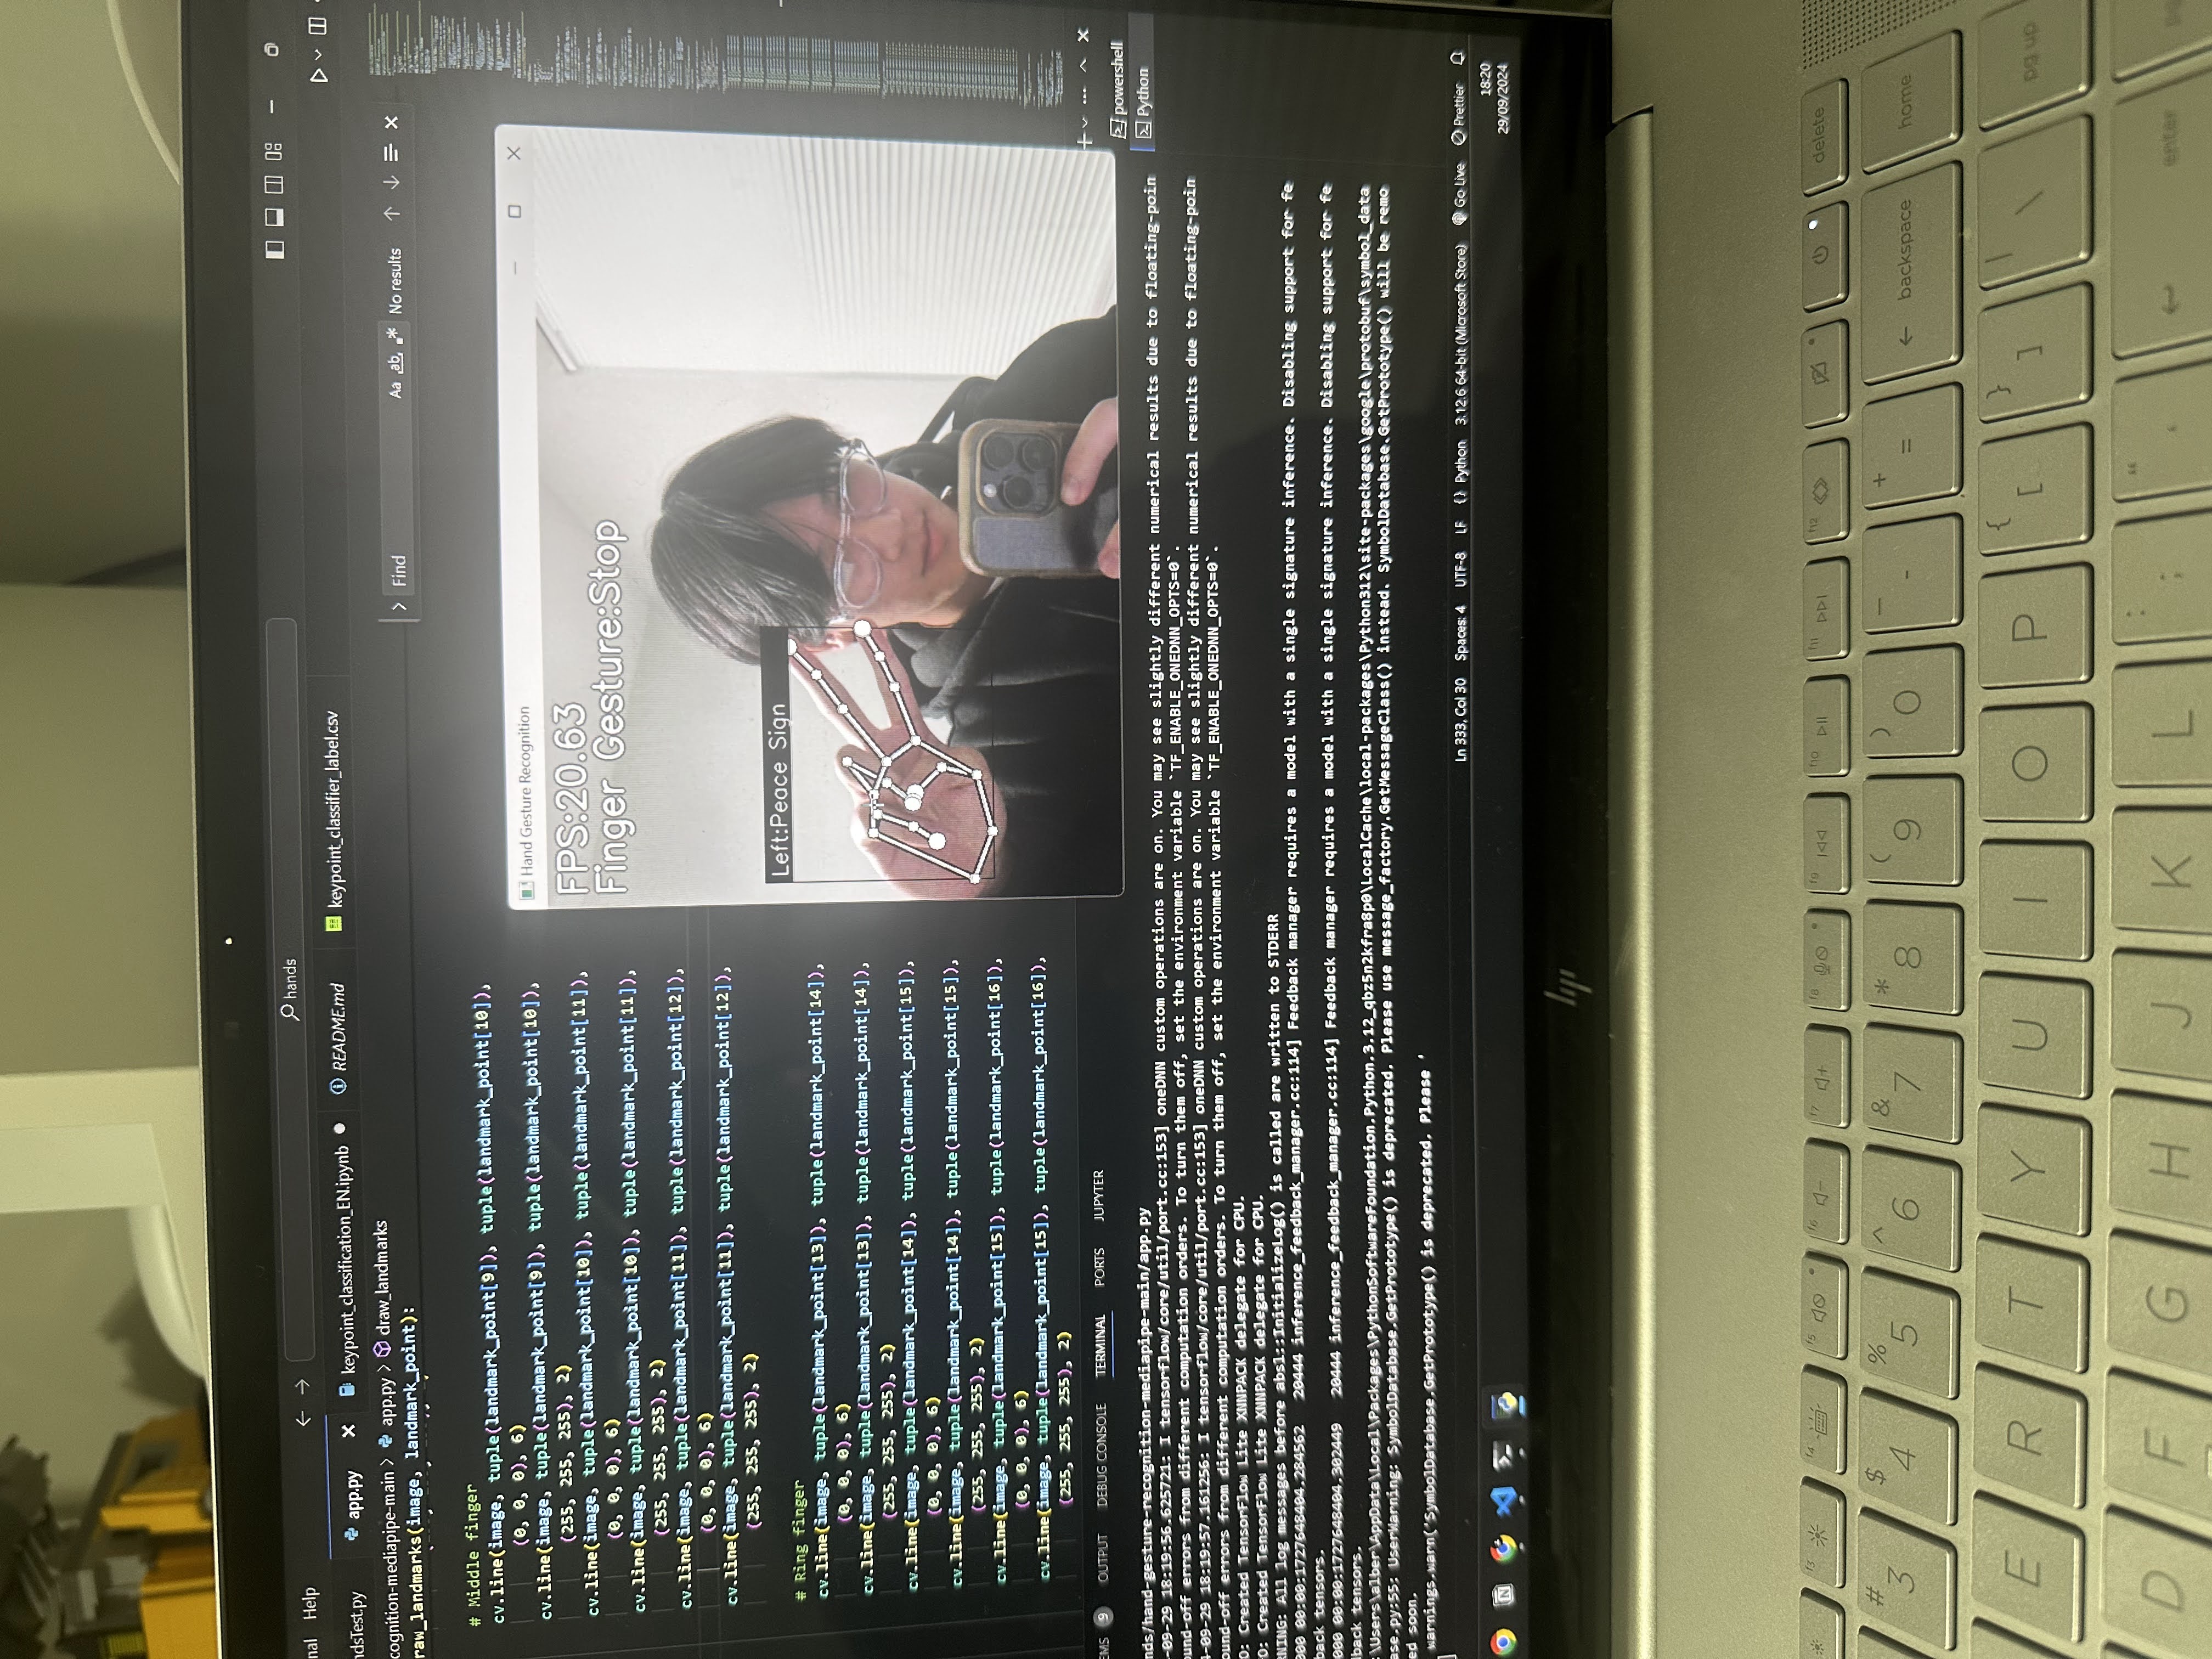 nal Help
hands
ndsTest.py app.py keypoint_classification_EN.ipynb README.md keypoint_classifier_label.csv
cognition-mediapipe-main > app.py > draw_landmarks
raw_landmarks(image, landmark_point):
Find Aa ab .* No results
# Middle finger
cv.line(image, tuple(landmark_point[9]), tuple(landmark_point[10]),
(0, 0, 0), 6)
cv.line(image, tuple(landmark_point[9]), tuple(landmark_point[10]),
(255, 255, 255), 2)
cv.line(image, tuple(landmark_point[10]), tuple(landmark_point[11]),
(0, 0, 0), 6)
cv.line(image, tuple(landmark_point[10]), tuple(landmark_point[11]),
(255, 255, 255), 2)
cv.line(image, tuple(landmark_point[11]), tuple(landmark_point[12]),
(0, 0, 0), 6)
cv.line(image, tuple(landmark_point[11]), tuple(landmark_point[12]),
(255, 255, 255), 2)
# Ring finger
cv.line(image, tuple(landmark_point[13]), tuple(landmark_point[14]),
(0, 0, 0), 6)
cv.line(image, tuple(landmark_point[13]), tuple(landmark_point[14]),
(255, 255, 255), 2)
cv.line(image, tuple(landmark_point[14]), tuple(landmark_point[15]),
(0, 0, 0), 6)
cv.line(image, tuple(landmark_point[14]), tuple(landmark_point[15]),
(255, 255, 255), 2)
cv.line(image, tuple(landmark_point[15]), tuple(landmark_point[16]),
(0, 0, 0), 6)
cv.line(image, tuple(landmark_point[15]), tuple(landmark_point[16]),
(255, 255, 255), 2)
Hand Gesture Recognition
FPS:20.63
Finger Gesture:Stop
Left:Peace Sign
EMS 9 OUTPUT DEBUG CONSOLE TERMINAL PORTS JUPYTER
powershell
Python
nds/hand-gesture-recognition-mediapipe-main/app.py
-09-29 18:19:56.625721: I tensorflow/core/util/port.cc:153] oneDNN custom operations are on. You may see slightly different numerical results due to floating-poin
und-off errors from different computation orders. To turn them off, set the environment variable `TF_ENABLE_ONEDNN_OPTS=0`.
4-09-29 18:19:57.161256: I tensorflow/core/util/port.cc:153] oneDNN custom operations are on. You may see slightly different numerical results due to floating-poin
ound-off errors from different computation orders. To turn them off, set the environment variable `TF_ENABLE_ONEDNN_OPTS=0`.
O: Created TensorFlow Lite XNNPACK delegate for CPU.
O: Created TensorFlow Lite XNNPACK delegate for CPU.
RNING: All log messages before absl::InitializeLog() is called are written to STDERR
000 00:00:1727648404.284562 20444 inference_feedback_manager.cc:114] Feedback manager requires a model with a single signature inference. Disabling support for fe
back tensors.
000 00:00:1727648404.302449 20444 inference_feedback_manager.cc:114] Feedback manager requires a model with a single signature inference. Disabling support for fe
dback tensors.
:\Users\alber\AppData\Local\Packages\PythonSoftwareFoundation.Python.3.12_qbz5n2kfra8p0\LocalCache\local-packages\Python312\site-packages\google\protobuf\symbol_data
ase.py:55: UserWarning: SymbolDatabase.GetPrototype() is deprecated. Please use message_factory.GetMessageClass() instead. SymbolDatabase.GetPrototype() will be remo
ed soon.
warnings.warn('SymbolDatabase.GetPrototype() is deprecated. Please '
Ln 333, Col 30 Spaces: 4 UTF-8 LF {} Python 3.12.6 64-bit (Microsoft Store) Go Live Prettier
18:20
29/09/2024
hp
f3 f4 f5 f6 f7 f8 f9 f10 f11 f12 delete
# 3 $ 4 % 5 ^ 6 & 7 * 8 ( 9 ) 0 _ - + = backspace home
E R T Y U I O P { [ } ] | \ pg up
D F G H J K L : ; " ' enter